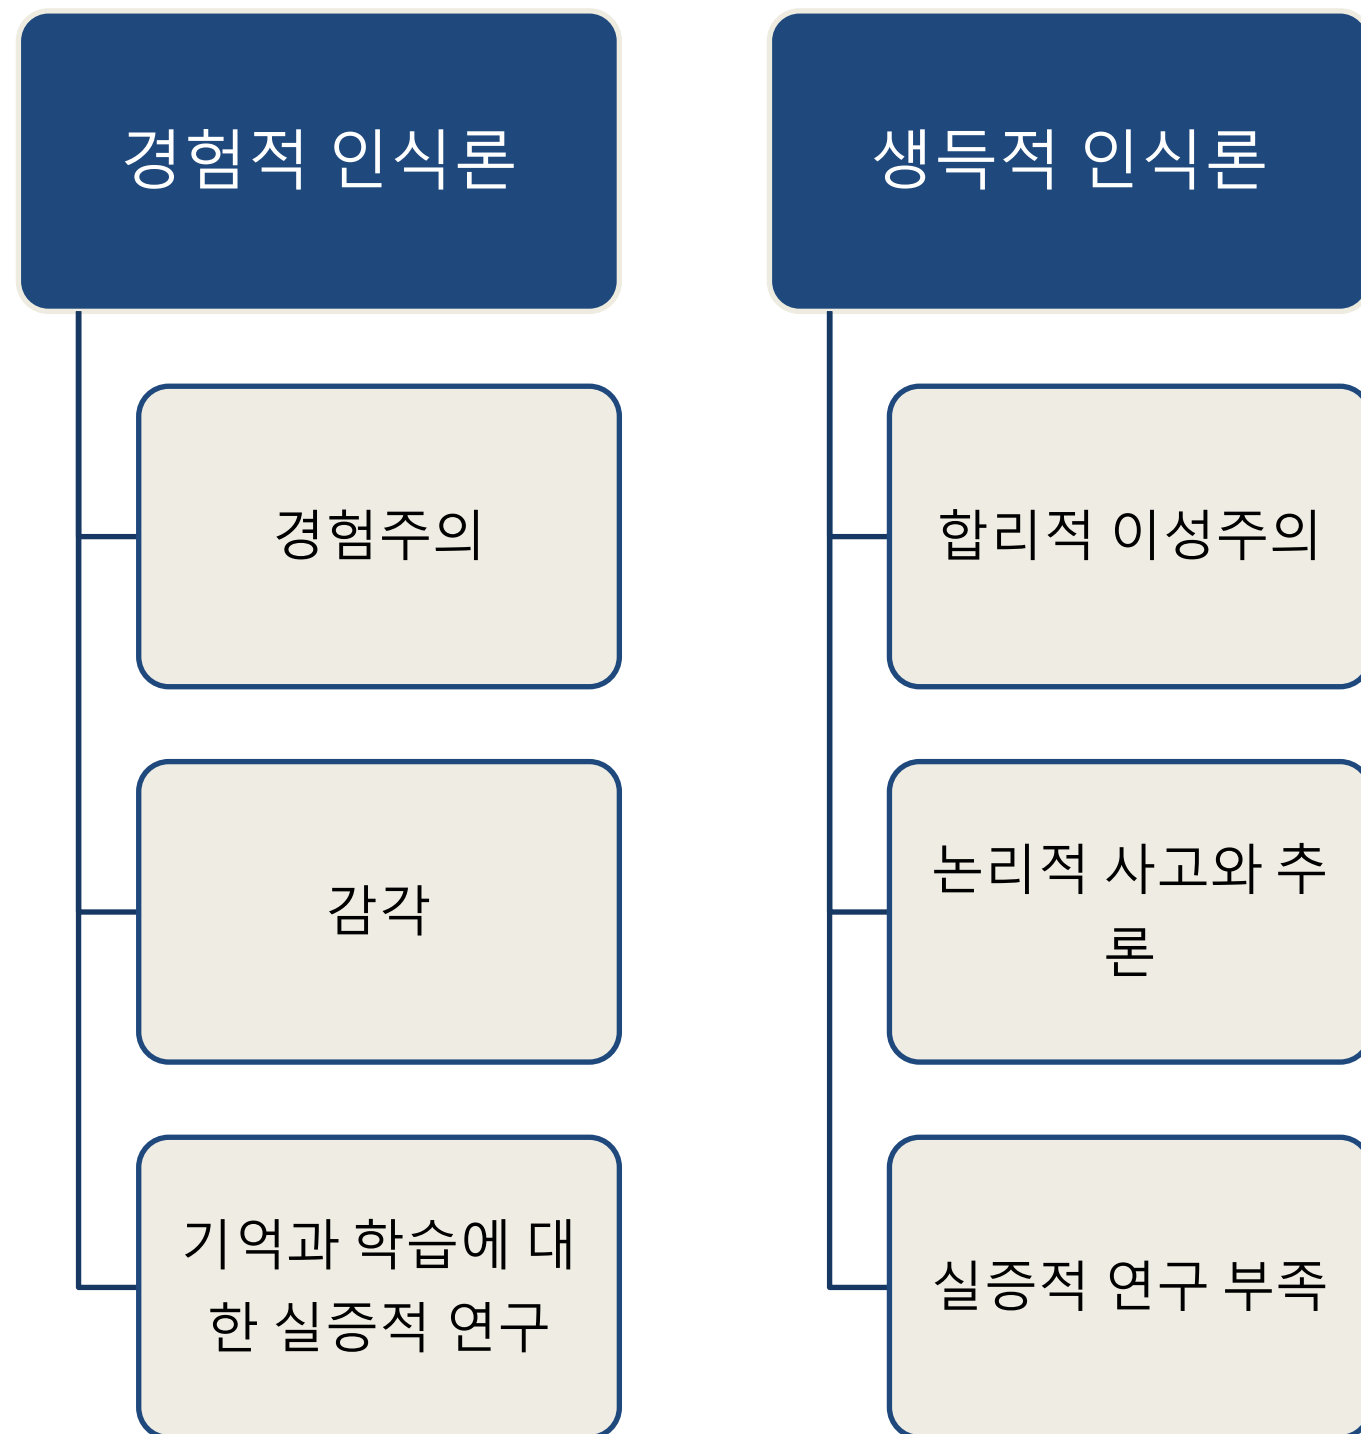 경험적 인식론
경험주의
감각
기억과 학습에 대
한 실증적 연구
생득적 인식론
합리적 이성주의
논리적 사고와 추
론
실증적 연구 부족